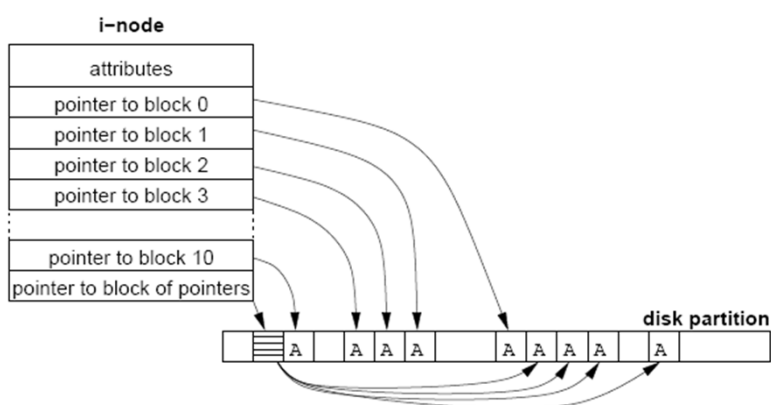 i-node
attributes
pointer to block 0
pointer to block 1
pointer to block 2
pointer to block 3
pointer to block 10
pointer to block of pointers
disk partition
A A A A A A A A A